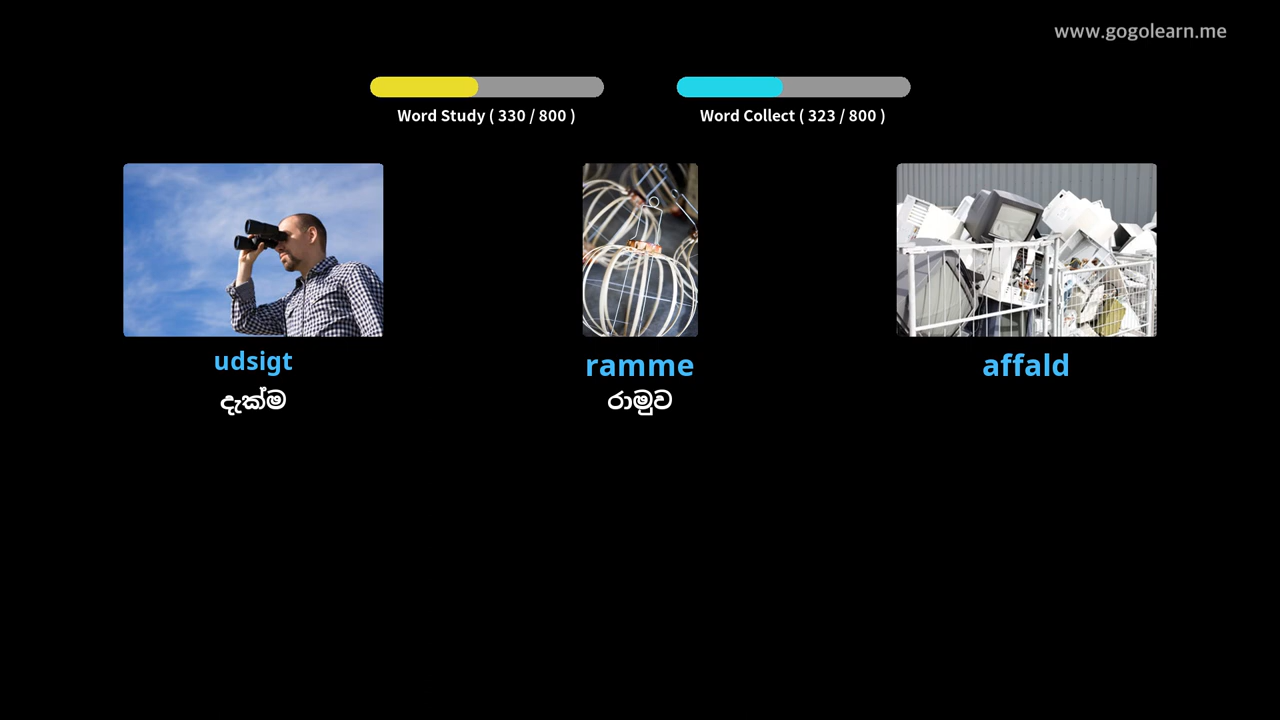 www.gogolearn.me
Word Study ( 330 / 800 )
Word Collect ( 323 / 800 )
udsigt
දැක්ම
ramme
රාමුව
affald